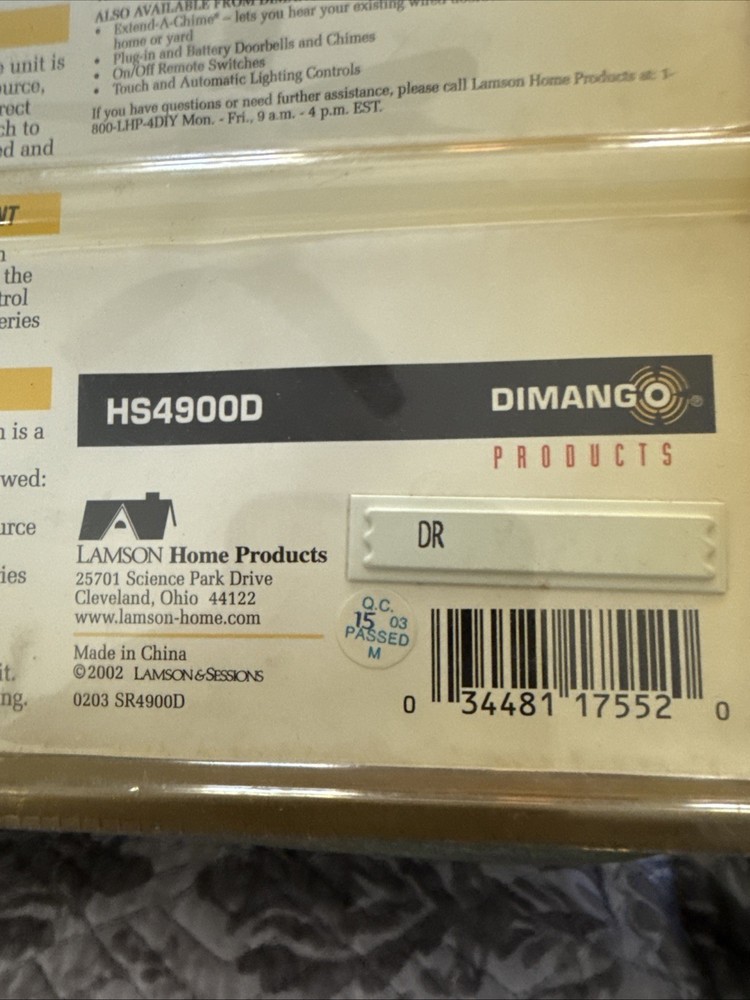 ALSO AVAILABLE FROM
• Extend-A-Chime® – lets you hear your existing wired
home or yard
• Plug-in and Battery Doorbells and Chimes
• On/Off Remote Switches
• Touch and Automatic Lighting Controls
If you have questions or need further assistance, please call Lamson Home Products at: 1-
800-LHP-4DIY Mon. - Fri., 9 a.m. - 4 p.m. EST.
unit is
ource,
rect
ch to
ed and
NT
n
the
trol
eries
n is a
wed:
urce
ies
it.
ng.
HS4900D
DIMANGO®
PRODUCTS
LAMSON Home Products
25701 Science Park Drive
Cleveland, Ohio 44122
www.lamson-home.com
Made in China
©2002 LAMSON&SESSIONS
0203 SR4900D
DR
Q.C.
15 03
PASSED
M
0 34481 17552 0